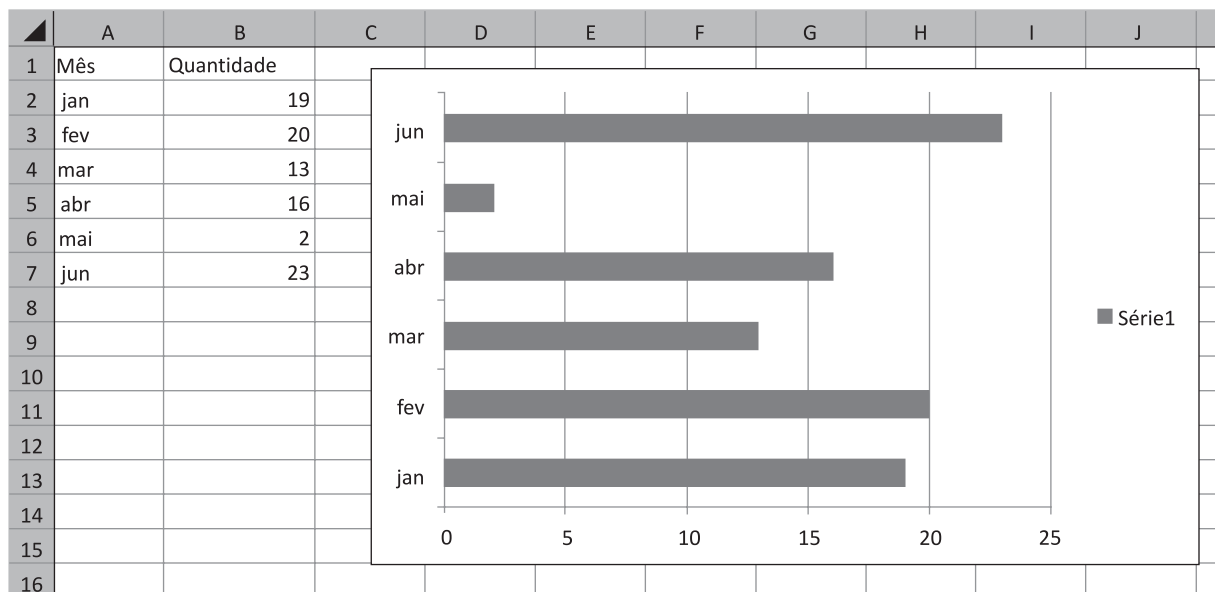 A B C D E F G H I J
1 Mês Quantidade
2 jan 19
3 fev 20
4 mar 13
5 abr 16
6 mai 2
7 jun 23
8
9
10
11
12
13
14
15
16
jun
mai
abr
mar
fev
jan
0 5 10 15 20 25
Série1